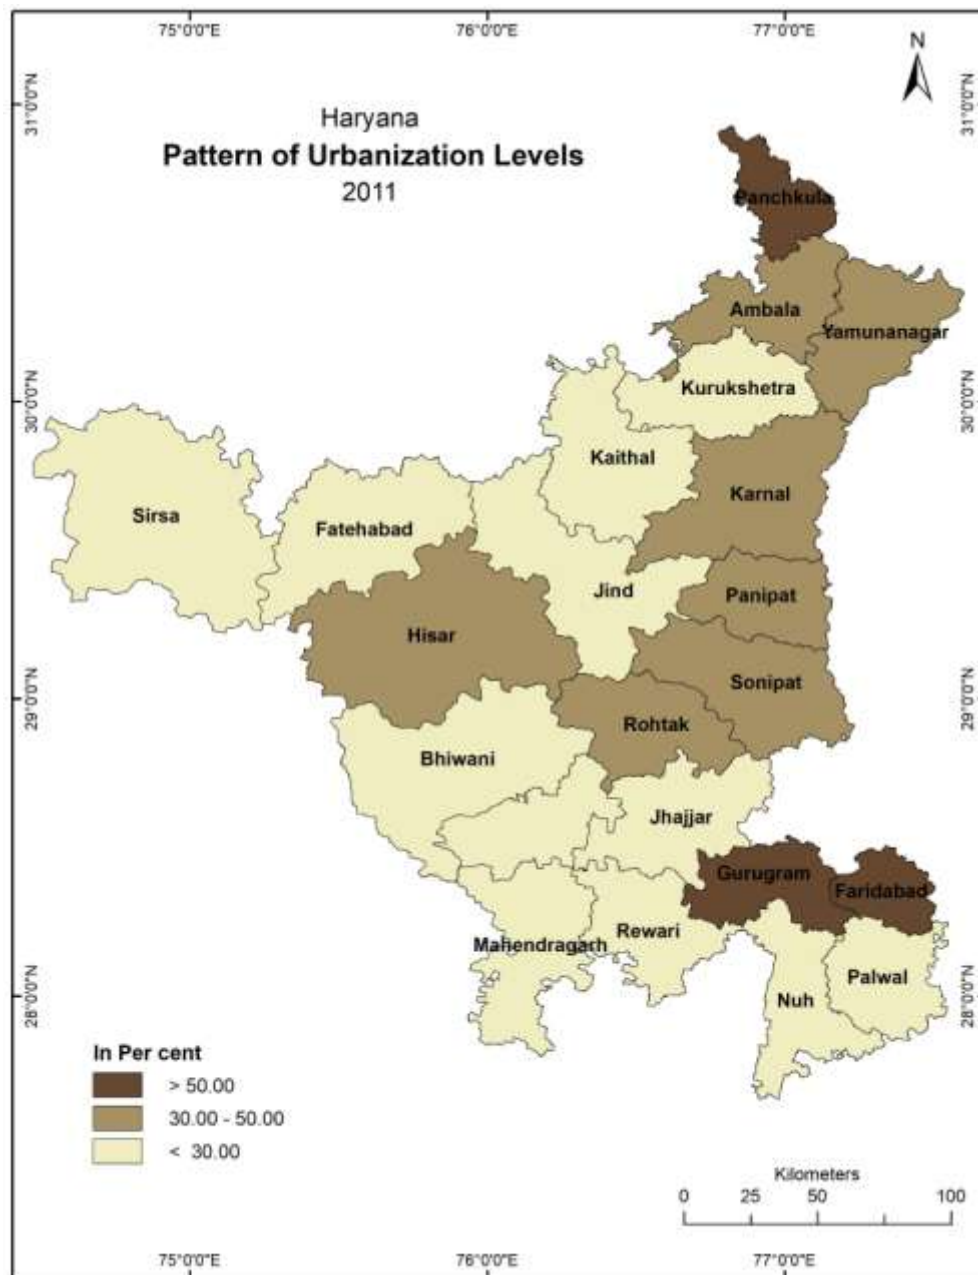 75°0'0"E 76°0'0"E 77°0'0"E
N
31°0'0"N 31°0'0"N
Haryana
Pattern of Urbanization Levels
2011
Panchkula
Ambala
Yamunanagar
Kurukshetra
30°0'0"N 30°0'0"N
Kaithal
Karnal
Sirsa
Fatehabad
Jind
Panipat
Hisar
Sonipat
29°0'0"N 29°0'0"N
Rohtak
Bhiwani
Jhajjar
Gurugram
Faridabad
Rewari
Mahendragarh
Palwal
Nuh
28°0'0"N 28°0'0"N
In Per cent
> 50.00
30.00 - 50.00
< 30.00
Kilometers
0 25 50 100
75°0'0"E 76°0'0"E 77°0'0"E